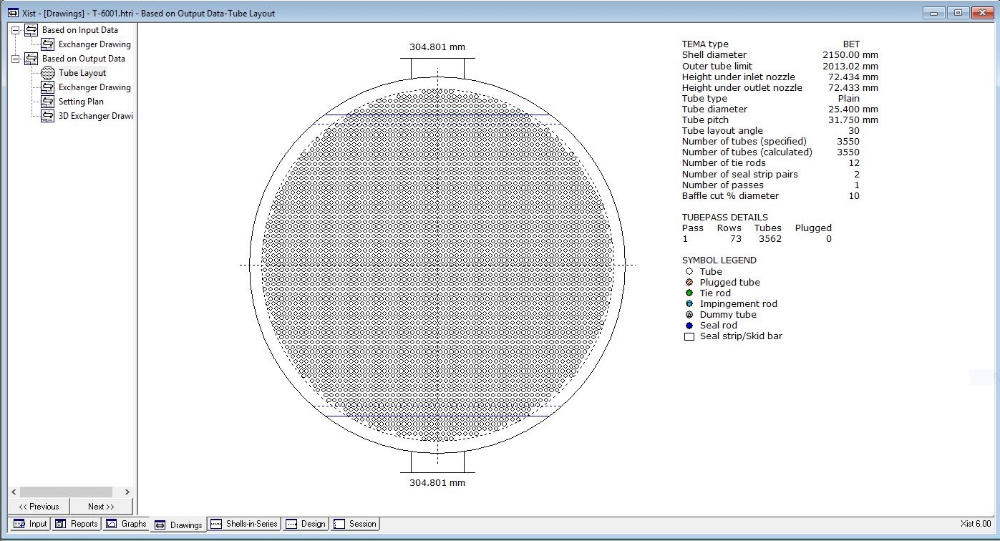 Xist - [Drawings] - T-6001.htri - Based on Output Data-Tube Layout
Based on Input Data
Exchanger Drawing
Based on Output Data
Tube Layout
Exchanger Drawing
Setting Plan
3D Exchanger Drawi
<< Previous
Next >>
304.801 mm
304.801 mm
TEMA type BET
Shell diameter 2150.00 mm
Outer tube limit 2013.02 mm
Height under inlet nozzle 72.434 mm
Height under outlet nozzle 72.433 mm
Tube type Plain
Tube diameter 25.400 mm
Tube pitch 31.750 mm
Tube layout angle 30
Number of tubes (specified) 3550
Number of tubes (calculated) 3550
Number of tie rods 12
Number of seal strip pairs 2
Number of passes 1
Baffle cut % diameter 10
TUBEPASS DETAILS
Pass Rows Tubes Plugged
1 73 3562 0
SYMBOL LEGEND
Tube
Plugged tube
Tie rod
Impingement rod
Dummy tube
Seal rod
Seal strip/Skid bar
Input Reports Graphs Drawings Shells-in-Series Design Session
Xist 6.00